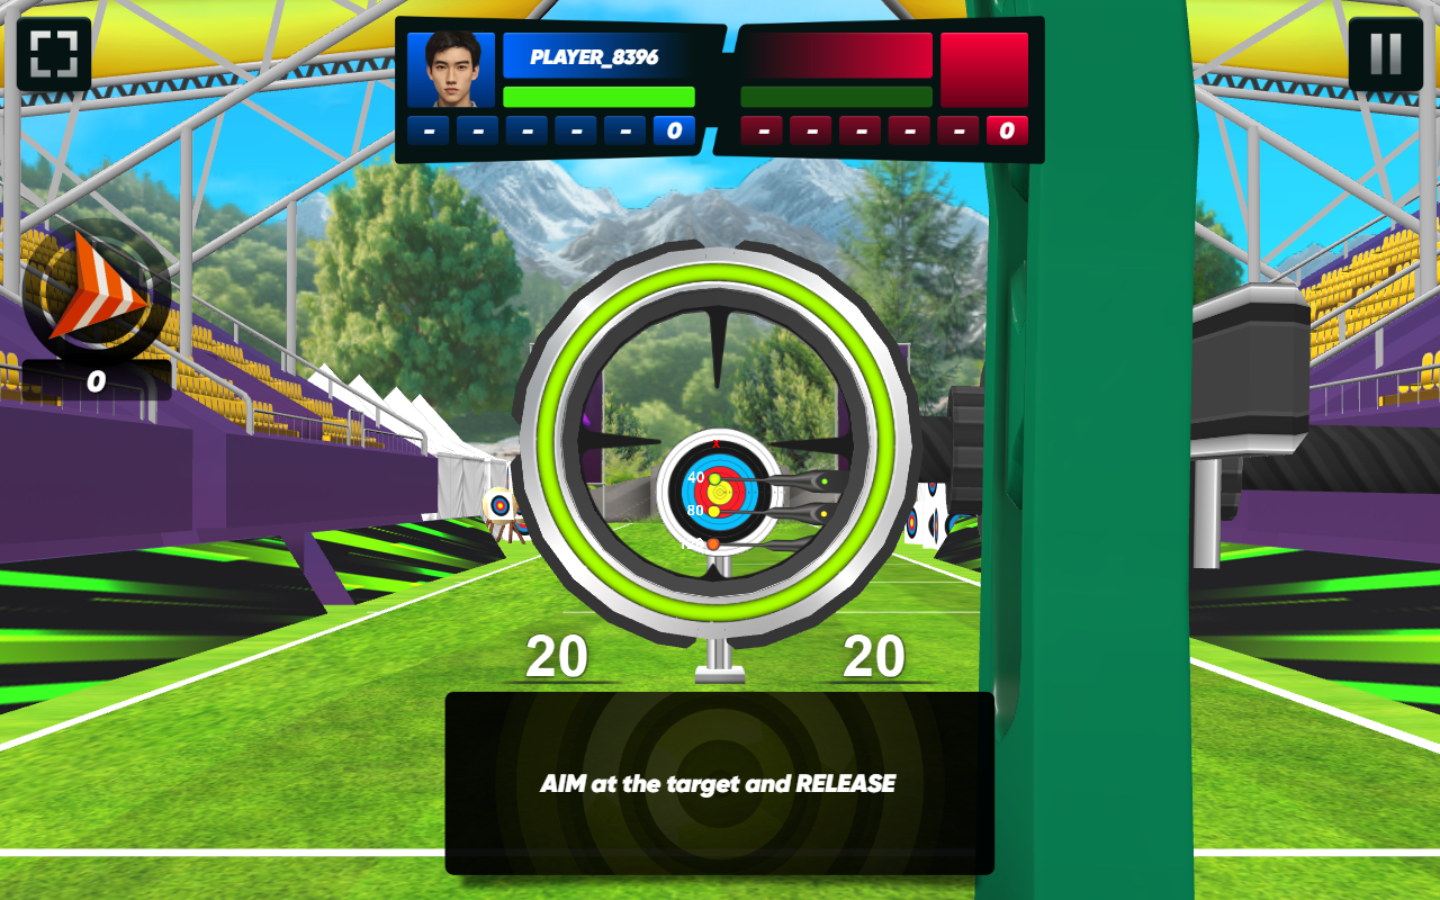 PLAYER_8396
- - - - - 0
- - - - - 0
0
X
40
80
20
20
AIM at the target and RELEASE